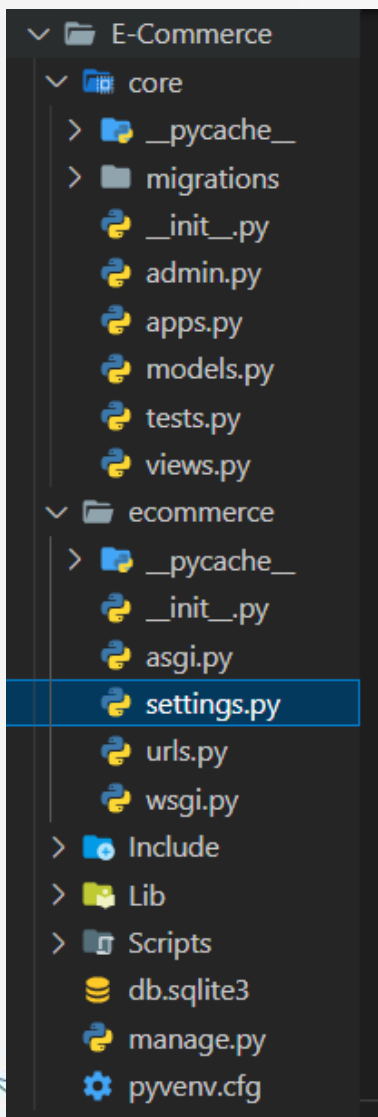 E-Commerce
core
__pycache__
migrations
__init__.py
admin.py
apps.py
models.py
tests.py
views.py
ecommerce
__pycache__
__init__.py
asgi.py
settings.py
urls.py
wsgi.py
Include
Lib
Scripts
db.sqlite3
manage.py
pyvenv.cfg